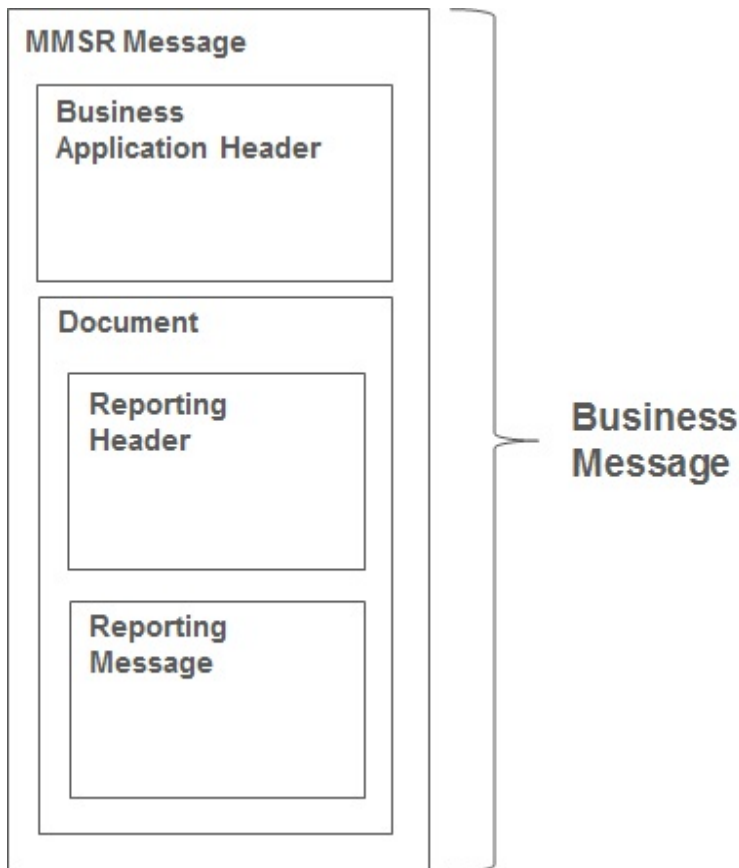 MMSR Message
Business
Application Header
Document
Reporting
Header
Reporting
Message
Business
Message